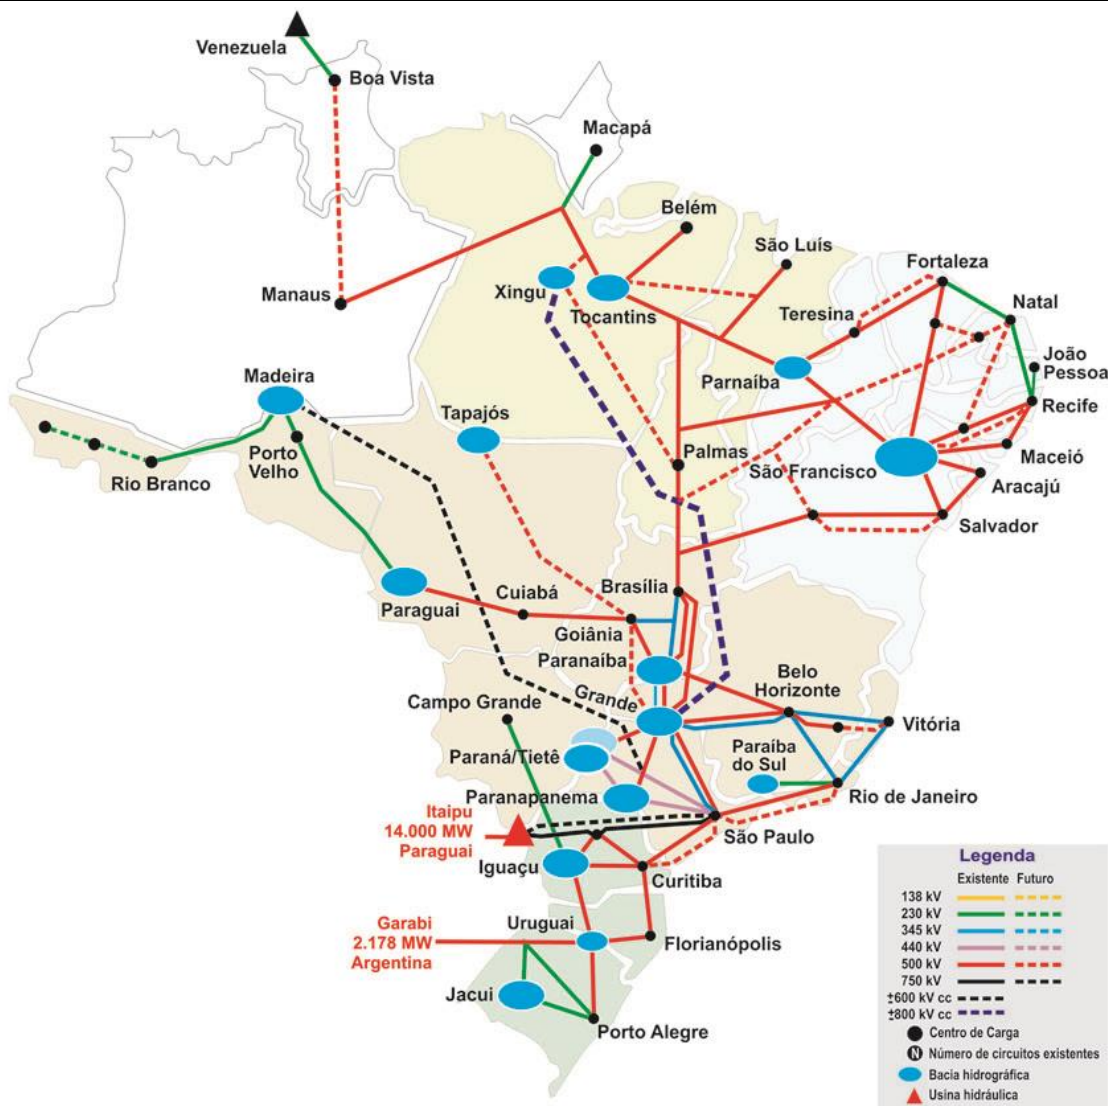 Venezuela
Boa Vista
Macapá
Belém
São Luís
Fortaleza
Manaus
Xingu
Tocantins
Teresina
Natal
João
Pessoa
Parnaíba
Madeira
Tapajós
Recife
Palmas
São Francisco
Maceió
Aracajú
Rio Branco
Porto
Velho
Salvador
Paraguai
Cuiabá
Brasília
Goiânia
Paranaíba
Belo
Horizonte
Grande
Campo Grande
Vitória
Paraná/Tietê
Paraíba
do Sul
Paranapanema
Rio de Janeiro
Itaipu
14.000 MW
Paraguai
São Paulo
Iguaçu
Curitiba
Garabi
2.178 MW
Argentina
Uruguai
Florianópolis
Jacui
Porto Alegre
Legenda
Existente Futuro
138 kV
230 kV
345 kV
440 kV
500 kV
750 kV
±600 kV cc
±800 kV cc
Centro de Carga
N Número de circuitos existentes
Bacia hidrográfica
Usina hidráulica